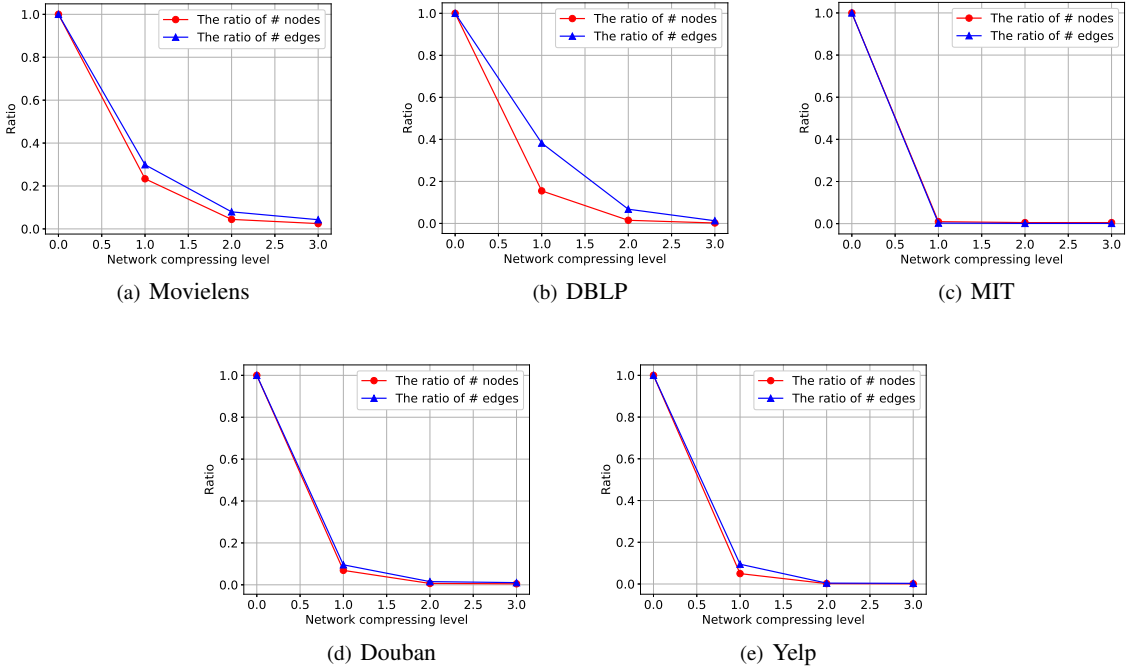 The ratio of # nodes
The ratio of # edges
1.0
0.8
0.6
0.4
0.2
0.0
Ratio
0.0 0.5 1.0 1.5 2.0 2.5 3.0
Network compressing level
(a) Movielens
The ratio of # nodes
The ratio of # edges
1.0
0.8
0.6
0.4
0.2
0.0
Ratio
0.0 0.5 1.0 1.5 2.0 2.5 3.0
Network compressing level
(b) DBLP
The ratio of # nodes
The ratio of # edges
1.0
0.8
0.6
0.4
0.2
0.0
Ratio
0.0 0.5 1.0 1.5 2.0 2.5 3.0
Network compressing level
(c) MIT
The ratio of # nodes
The ratio of # edges
1.0
0.8
0.6
0.4
0.2
0.0
Ratio
0.0 0.5 1.0 1.5 2.0 2.5 3.0
Network compressing level
(d) Douban
The ratio of # nodes
The ratio of # edges
1.0
0.8
0.6
0.4
0.2
0.0
Ratio
0.0 0.5 1.0 1.5 2.0 2.5 3.0
Network compressing level
(e) Yelp